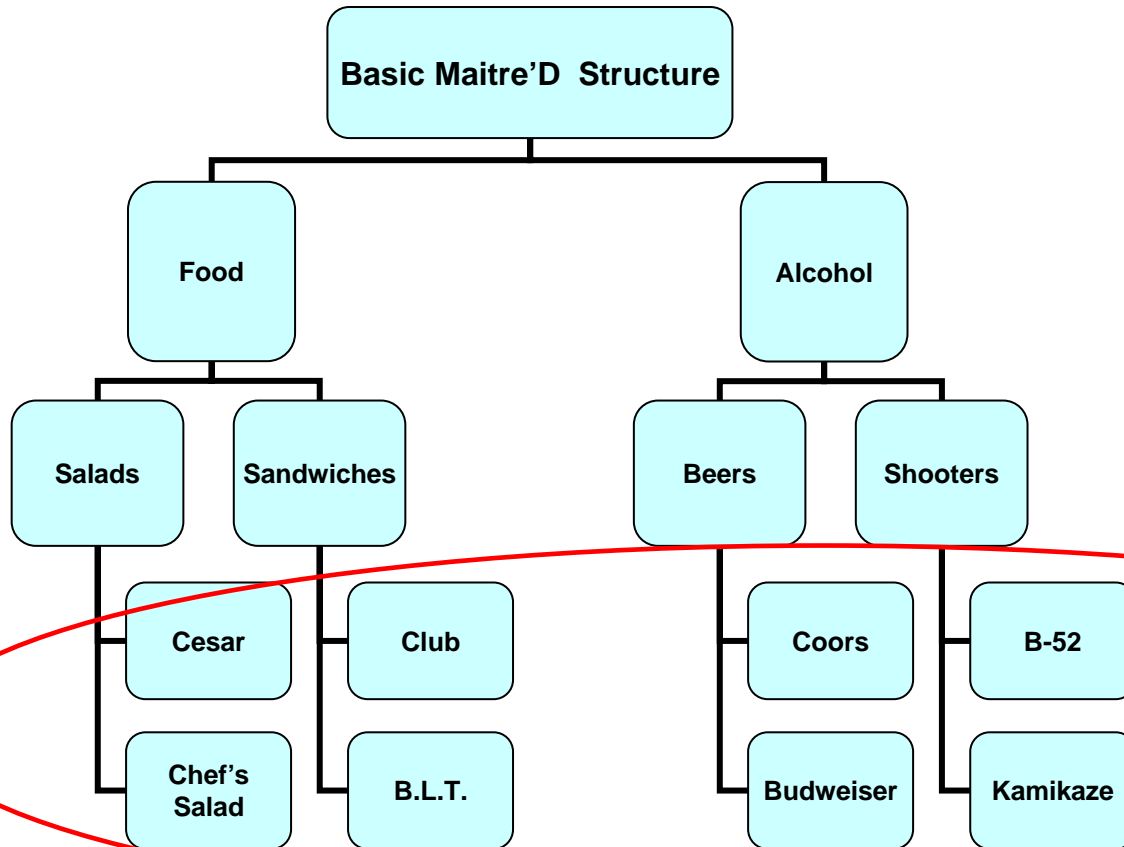 Basic Maitre’D  Structure
Food
Alcohol
Salads
Sandwiches
Beers
Shooters
Cesar
Club
Coors
B-52
Chef’s
Salad
B.L.T.
Budweiser
Kamikaze